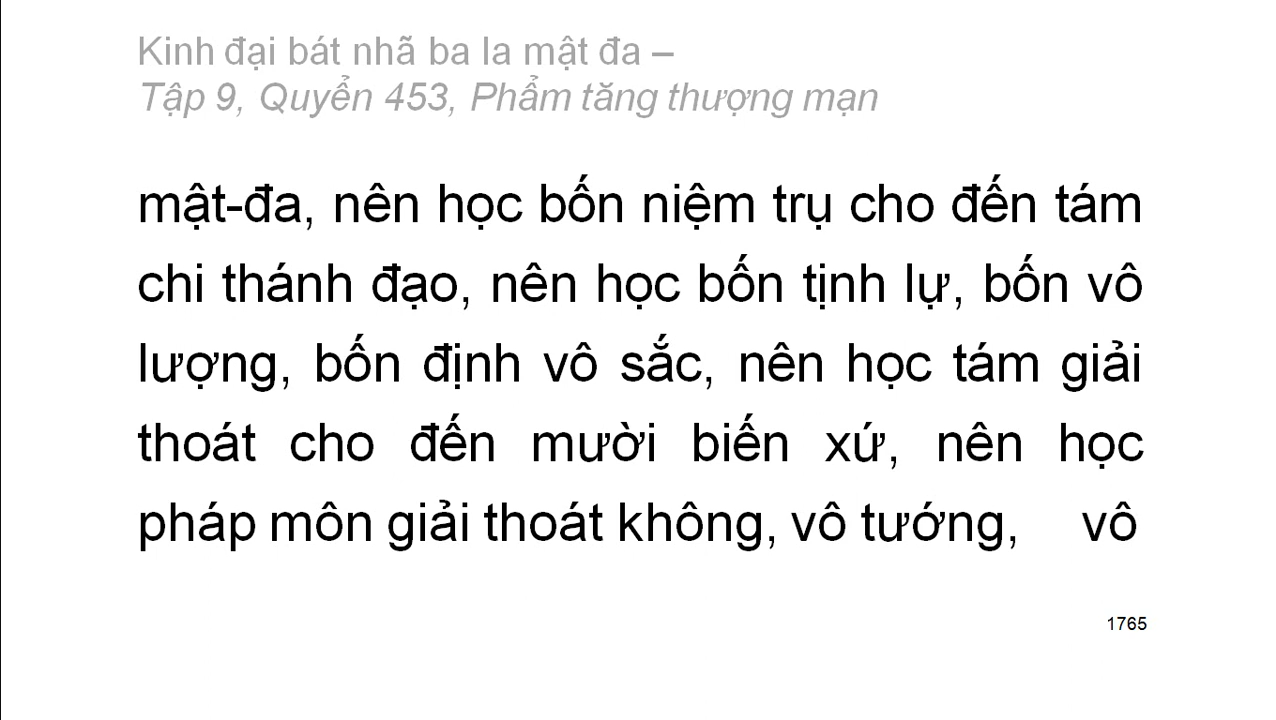 Kinh đại bát nhã ba la mật đa –
Tập 9, Quyển 453, Phẩm tăng thượng mạn
mật-đa, nên học bốn niệm trụ cho đến tám
chi thánh đạo, nên học bốn tịnh lự, bốn vô
lượng, bốn định vô sắc, nên học tám giải
thoát cho đến mười biến xứ, nên học
pháp môn giải thoát không, vô tướng, vô
1765